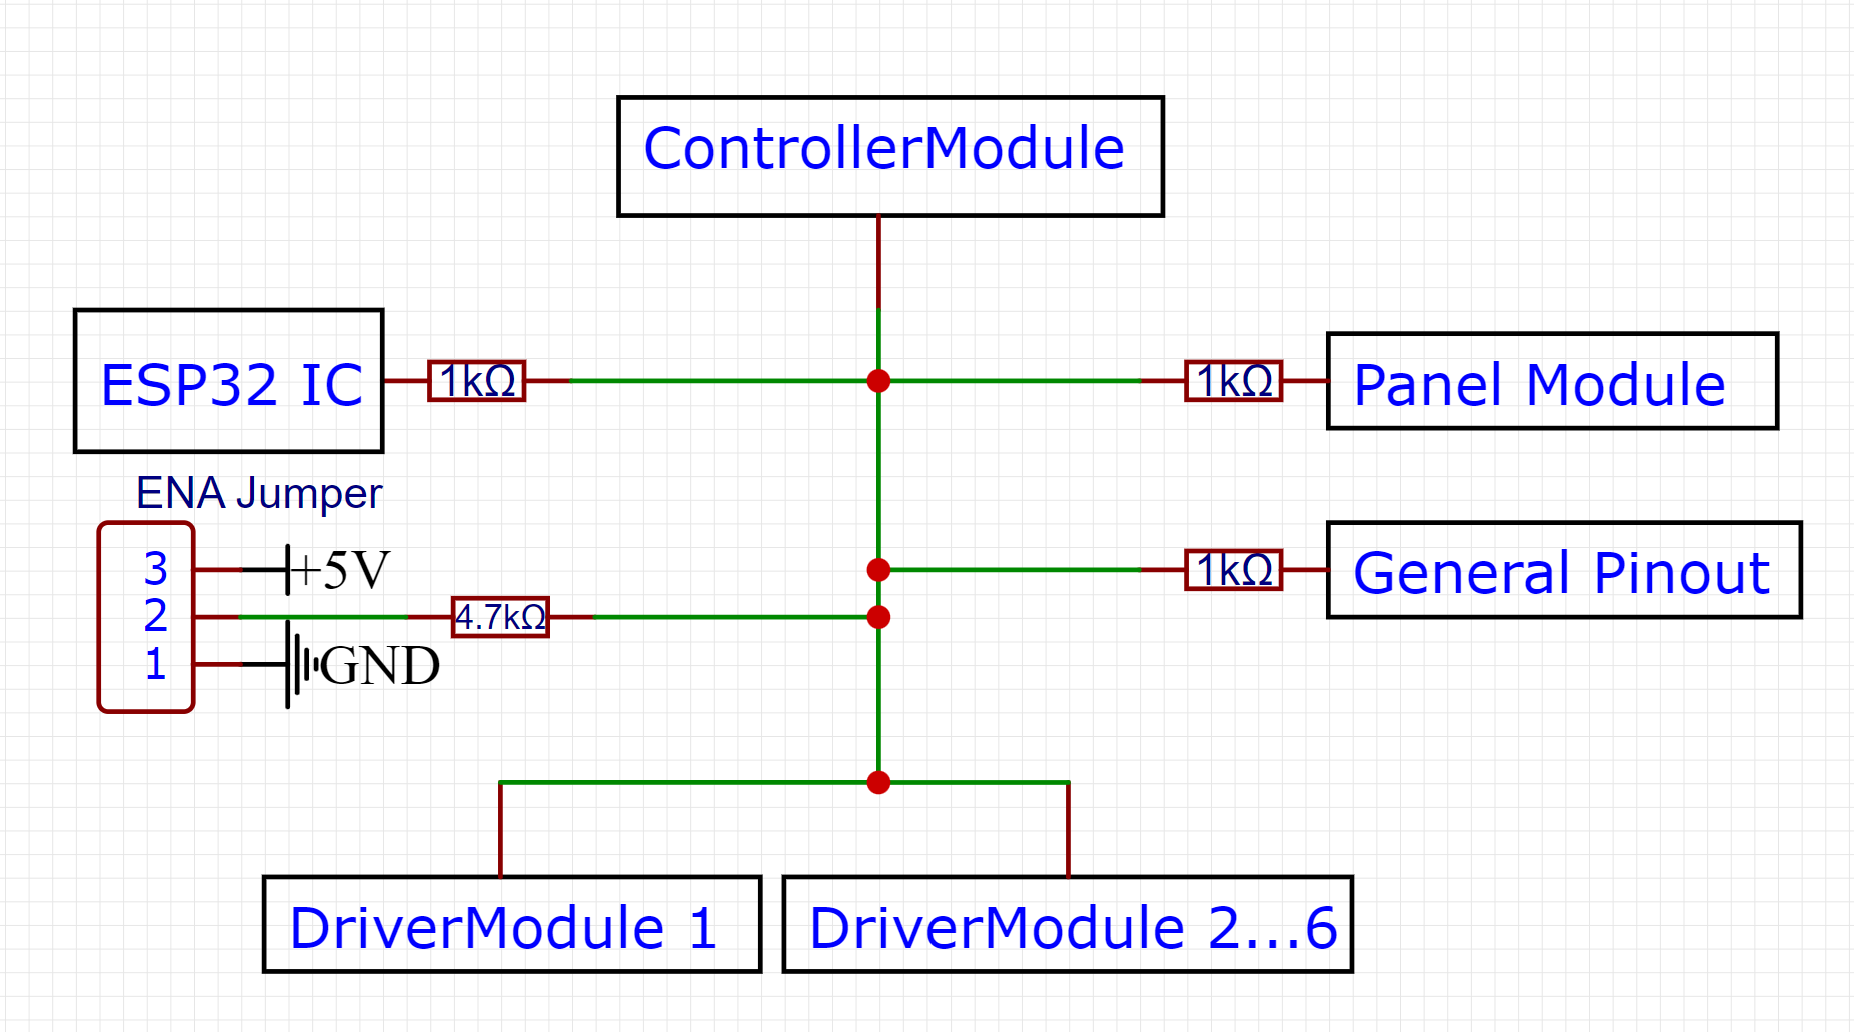 ControllerModule
ESP32 IC
1kΩ
1kΩ
Panel Module
ENA Jumper
3
+5V
1kΩ
General Pinout
2
4.7kΩ
1
GND
DriverModule 1
DriverModule 2...6